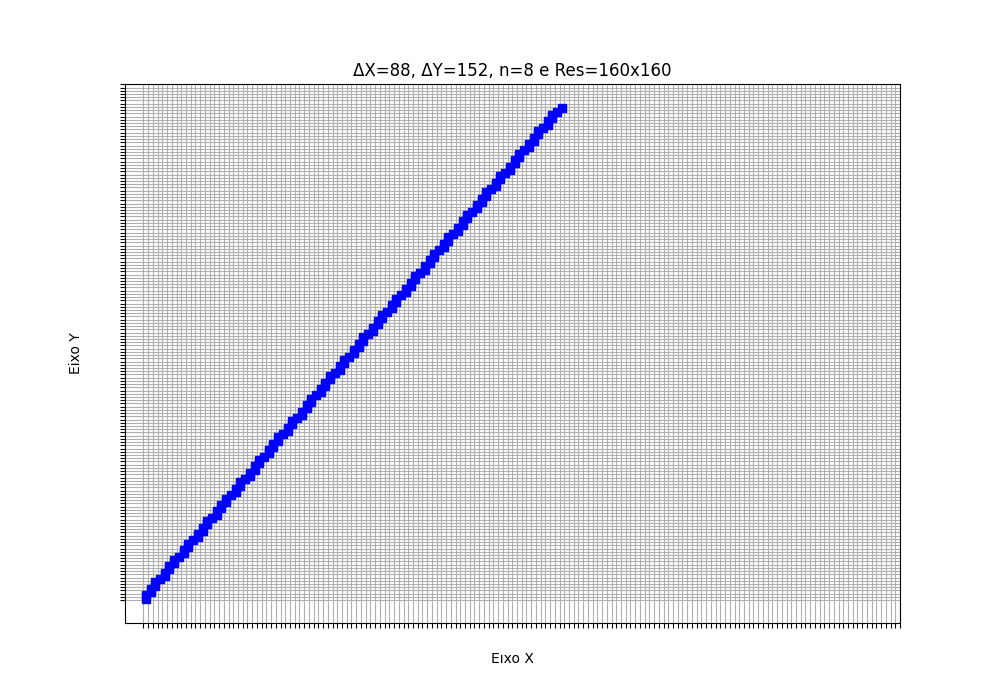 ΔX=88, ΔY=152, n=8 e Res=160x160
Eixo Y
Eixo X